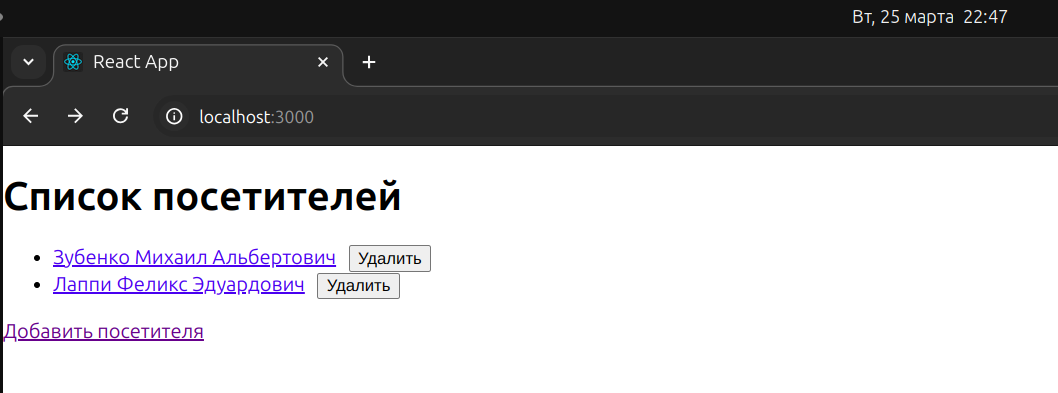 Вт, 25 марта 22:47
React App
localhost:3000
Список посетителей
Зубенко Михаил Альбертович Удалить
Лаппи Феликс Эдуардович Удалить
Добавить посетителя